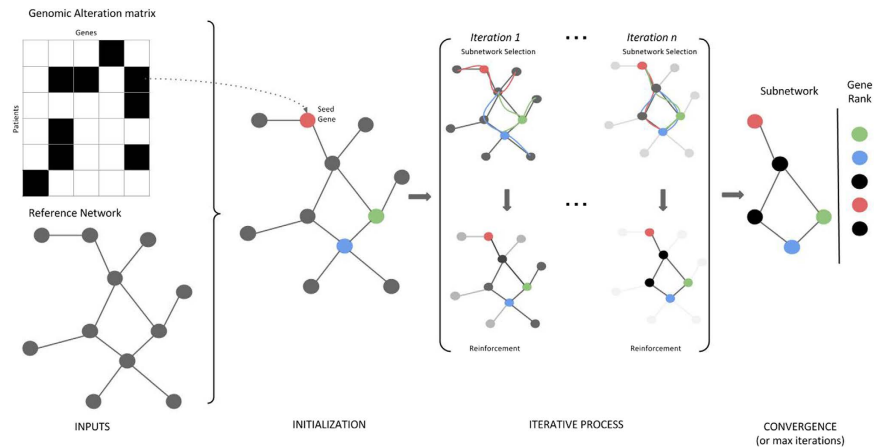 Genomic Alteration matrix
Genes
Patients
Reference Network
INPUTS
Seed
Gene
INITIALIZATION
Iteration 1
Subnetwork Selection
...
Iteration n
Subnetwork Selection
...
Reinforcement
Reinforcement
ITERATIVE PROCESS
Subnetwork
Gene
Rank
CONVERGENCE
(or max iterations)